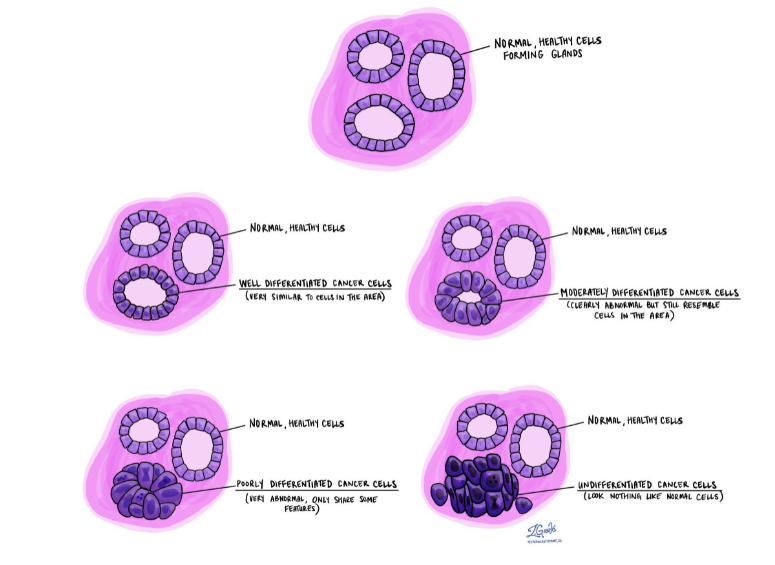 NORMAL, HEALTHY CELLS
FORMING GLANDS
NORMAL, HEALTHY CELLS
WELL DIFFERENTIATED CANCER CELLS
(VERY SIMILAR TO CELLS IN THE AREA)
NORMAL, HEALTHY CELLS
MODERATELY DIFFERENTIATED CANCER CELLS
(CLEARLY ABNORMAL BUT STILL RESEMBLE
CELLS IN THE AREA)
NORMAL, HEALTHY CELLS
POORLY DIFFERENTIATED CANCER CELLS
(VERY ABNORMAL, ONLY SHARE SOME
FEATURES)
NORMAL, HEALTHY CELLS
UNDIFFERENTIATED CANCER CELLS
(LOOK NOTHING LIKE NORMAL CELLS)